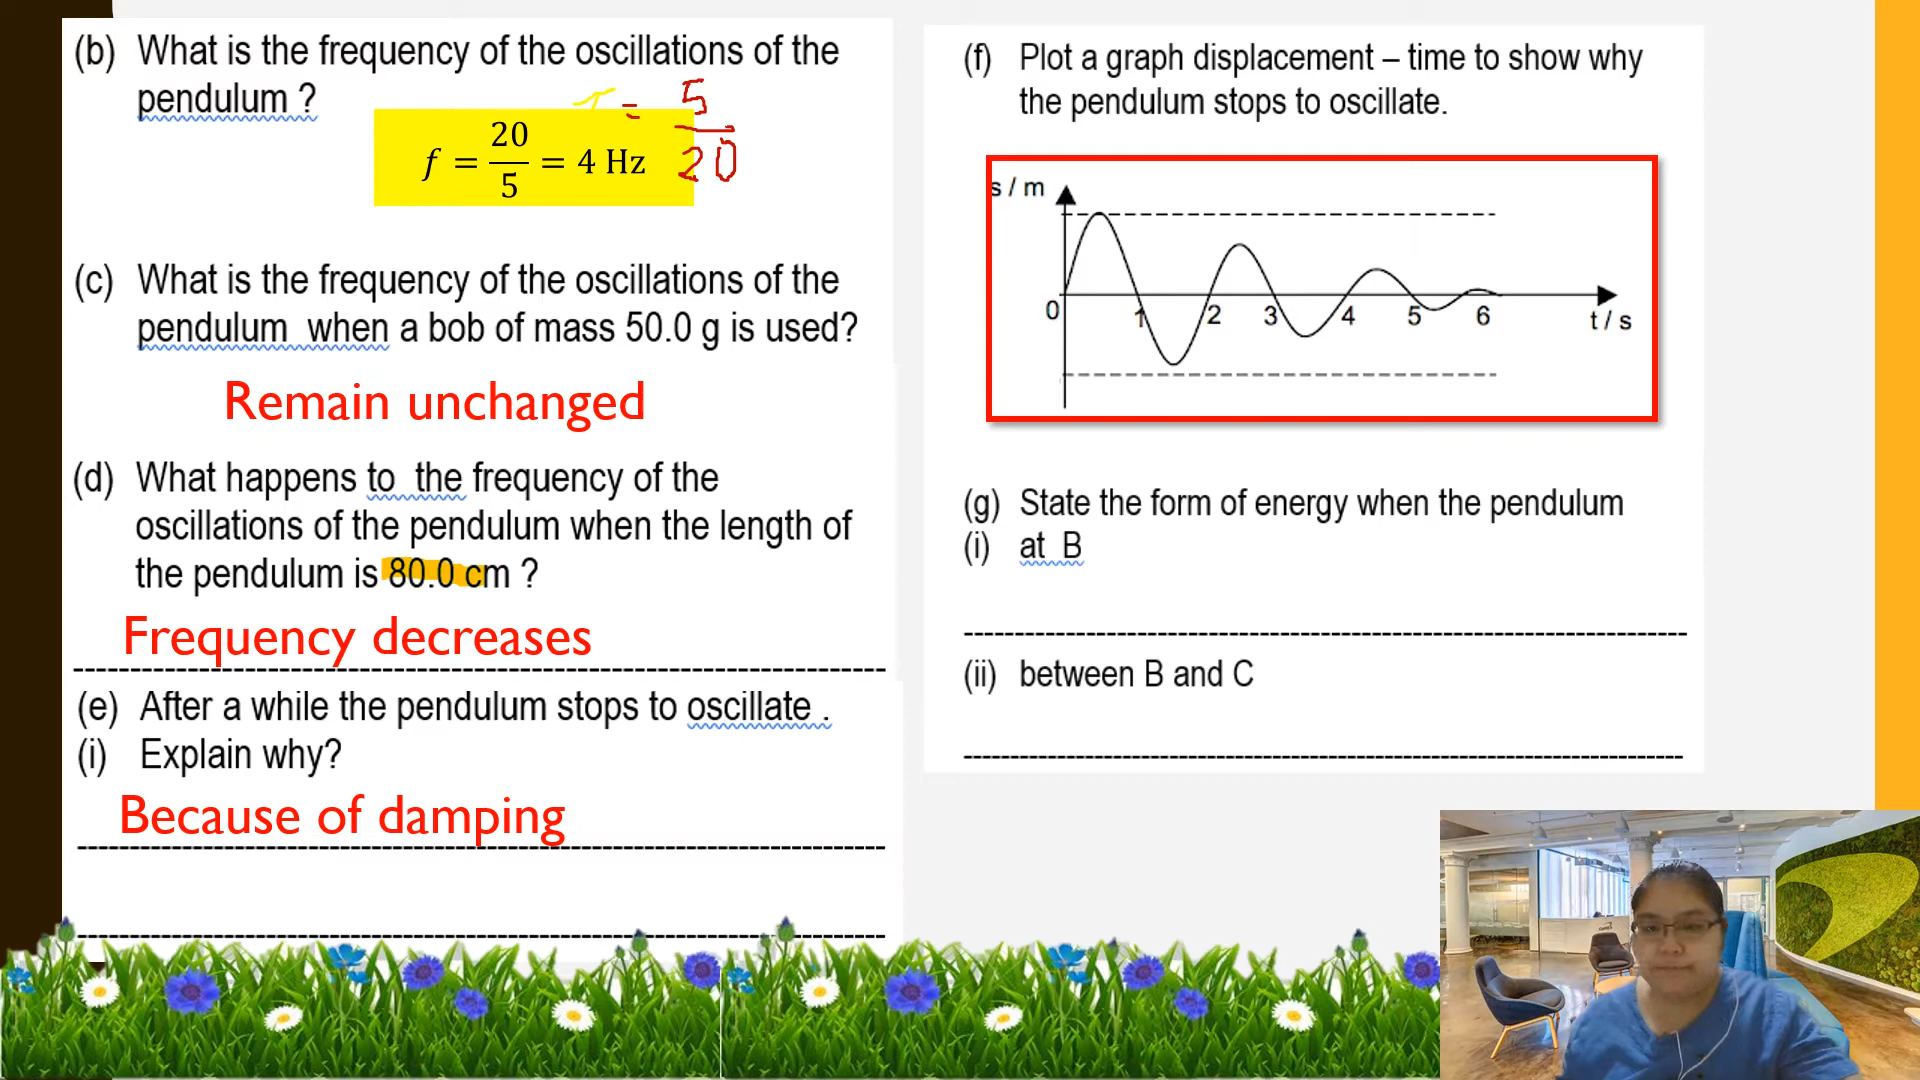 (b) What is the frequency of the oscillations of the
pendulum ?
T = 5
20
f = 20/5 = 4 Hz
(c) What is the frequency of the oscillations of the
pendulum when a bob of mass 50.0 g is used?
Remain unchanged
(d) What happens to the frequency of the
oscillations of the pendulum when the length of
the pendulum is 80.0 cm ?
Frequency decreases
(e) After a while the pendulum stops to oscillate .
(i) Explain why?
Because of damping
(f) Plot a graph displacement – time to show why
the pendulum stops to oscillate.
s / m
0 1 2 3 4 5 6 t / s
(g) State the form of energy when the pendulum
(i) at B
(ii) between B and C